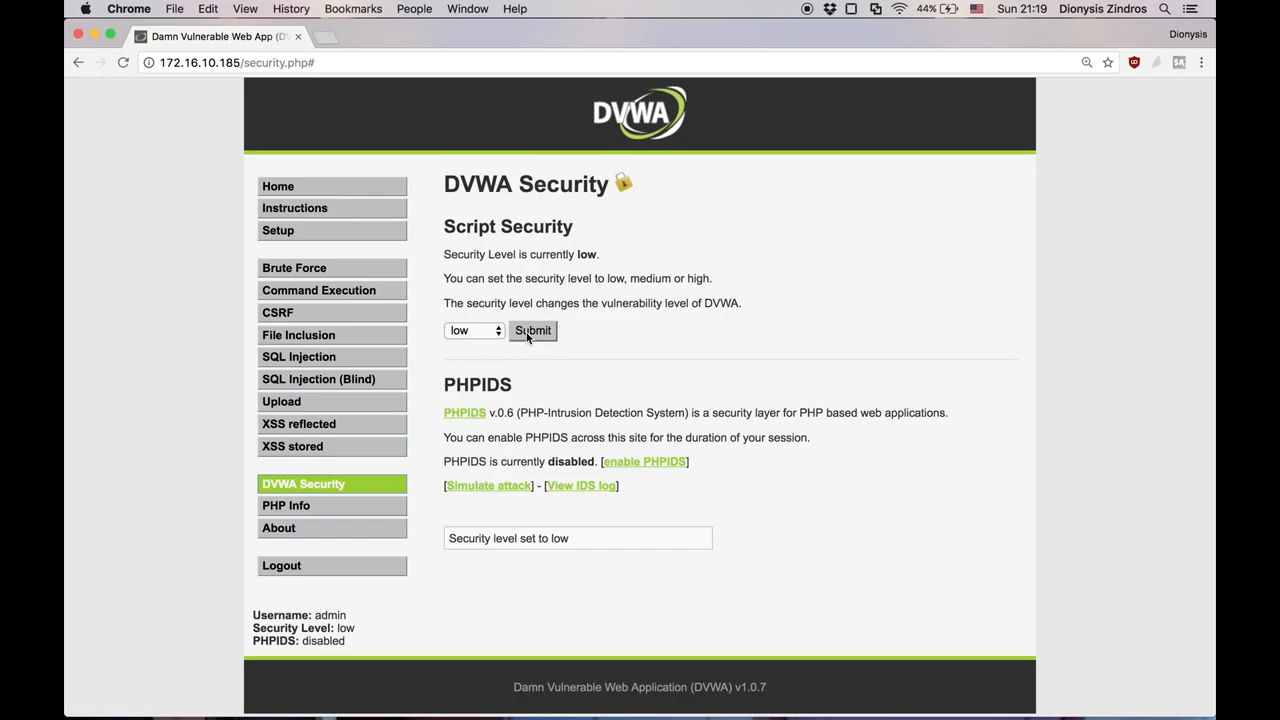 Chrome File Edit View History Bookmarks People Window Help 44% Sun 21:19 Dionysis Zindros
Damn Vulnerable Web App (DV Dionysis
172.16.10.185/security.php#
DVWA
Home
Instructions
Setup
Brute Force
Command Execution
CSRF
File Inclusion
SQL Injection
SQL Injection (Blind)
Upload
XSS reflected
XSS stored
DVWA Security
PHP Info
About
Logout
Username: admin
Security Level: low
PHPIDS: disabled
DVWA Security
Script Security
Security Level is currently low.
You can set the security level to low, medium or high.
The security level changes the vulnerability level of DVWA.
low Submit
PHPIDS
PHPIDS v.0.6 (PHP-Intrusion Detection System) is a security layer for PHP based web applications.
You can enable PHPIDS across this site for the duration of your session.
PHPIDS is currently disabled. [enable PHPIDS]
[Simulate attack] - [View IDS log]
Security level set to low
Damn Vulnerable Web Application (DVWA) v1.0.7